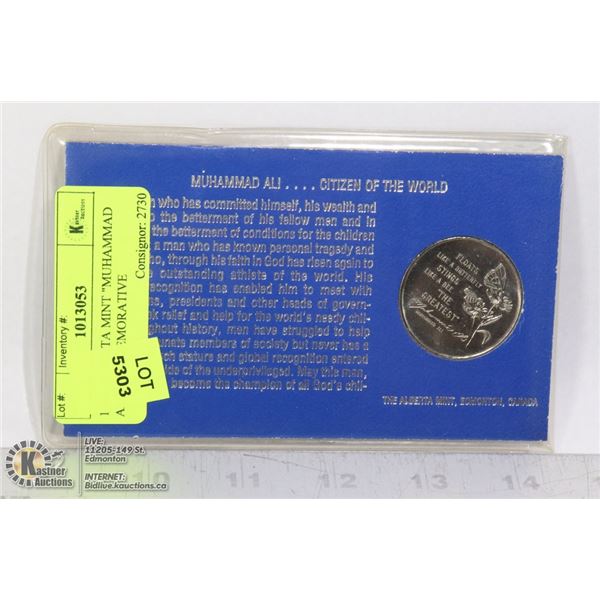 MUHAMMAD ALI . . . . CITIZEN OF THE WORLD
who has committed himself, his wealth and
the betterment of his fellow men and in
the betterment of conditions for the children
a man who has known personal tragedy and
so, through his faith in God has risen again to
outstanding athlete of the world. His
recognition has enabled him to meet with
presidents and other heads of govern-
relief and help for the world's needy chil-
history, men have struggled to help
members of society but never has a
such stature and global recognition entered
of the underprivileged. May this man,
become the champion of all God's chil-
THE ALBERTA MINT, EDMONTON, CANADA
FLOATS
LIKE A BUTTERFLY
STINGS
LIKE A BEE
"THE
GREATEST"
Kastner
Auctions
Lot #:
Inventory #:
1013053
Consignor: 2730
1
TA MINT "MUHAMMAD
A
EMORATIVE
LOT
5303
Kastner
Auctions
LIVE:
11205-149 St.
Edmonton
INTERNET:
Bidlive.kauctions.ca
10 11 12 13 14